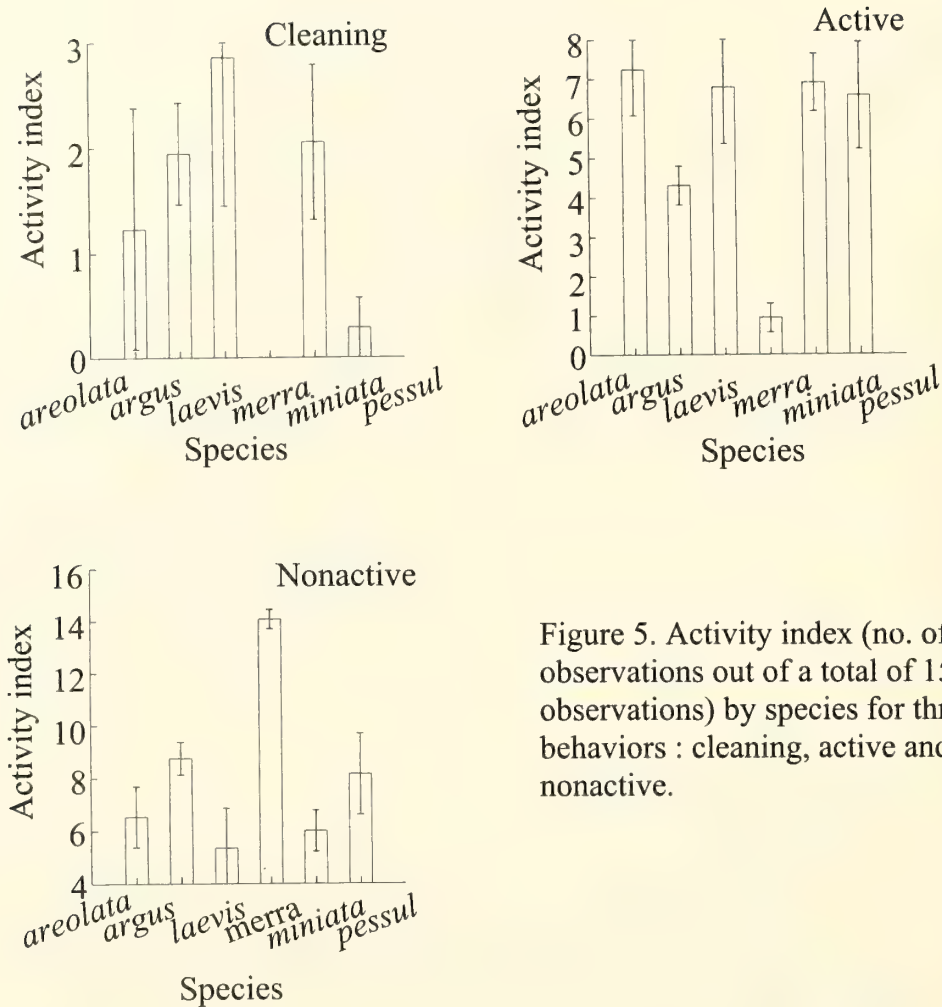 Cleaning
Activity index
3
2
1
0
areolata
argus
laevis
merra
miniata
pessul
Species
Active
Activity index
8
7
6
5
4
3
2
1
0
areolata
argus
laevis
merra
miniata
pessul
Species
Nonactive
Activity index
16
14
12
10
8
6
4
areolata
argus
laevis
merra
miniata
pessul
Species
Figure 5. Activity index (no. of
observations out of a total of
observations) by species for
behaviors : cleaning, active
nonactive.